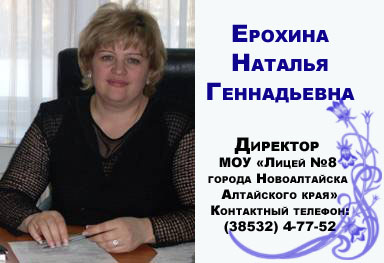 Ерохина
Наталья
Геннадьевна
Директор
МОУ «Лицей №8
города Новоалтайска
Алтайского края»
Контактный телефон:
(38532) 4-77-52